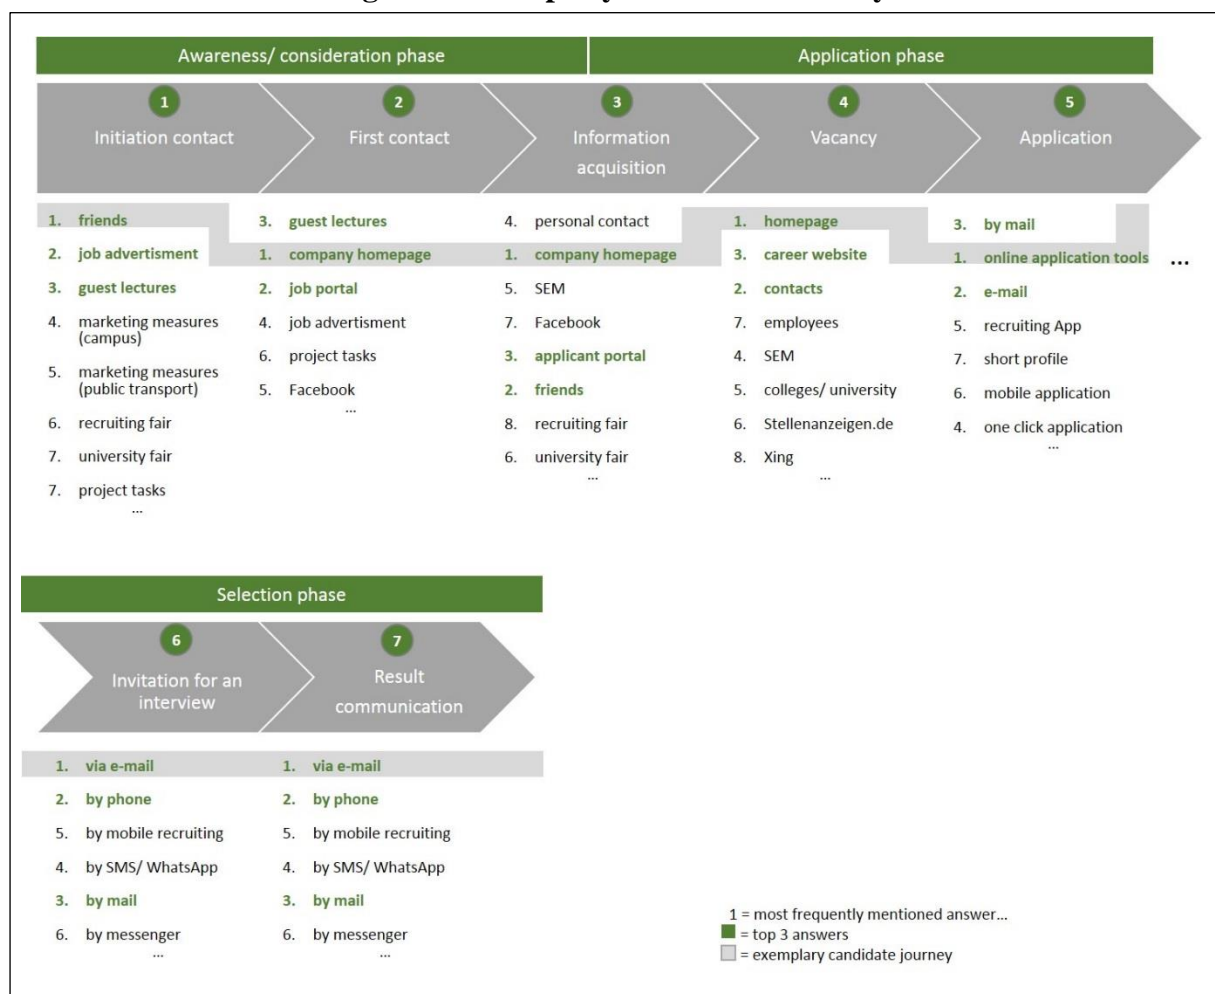 Awareness/ consideration phase
Application phase
1
Initiation contact
2
First contact
3
Information
acquisition
4
Vacancy
5
Application
1. friends
2. job advertisment
3. guest lectures
4. marketing measures
(campus)
5. marketing measures
(public transport)
6. recruiting fair
7. university fair
7. project tasks
...
3. guest lectures
1. company homepage
2. job portal
4. job advertisment
6. project tasks
5. Facebook
...
4. personal contact
1. company homepage
5. SEM
7. Facebook
3. applicant portal
2. friends
8. recruiting fair
6. university fair
...
1. homepage
3. career website
2. contacts
7. employees
4. SEM
5. colleges/ university
6. Stellenanzeigen.de
8. Xing
...
3. by mail
1. online application tools
2. e-mail
5. recruiting App
7. short profile
6. mobile application
4. one click application
...
...
Selection phase
6
Invitation for an
interview
7
Result
communication
1. via e-mail
2. by phone
5. by mobile recruiting
4. by SMS/ WhatsApp
3. by mail
6. by messenger
...
1. via e-mail
2. by phone
5. by mobile recruiting
4. by SMS/ WhatsApp
3. by mail
6. by messenger
...
1 = most frequently mentioned answer...
= top 3 answers
= exemplary candidate journey